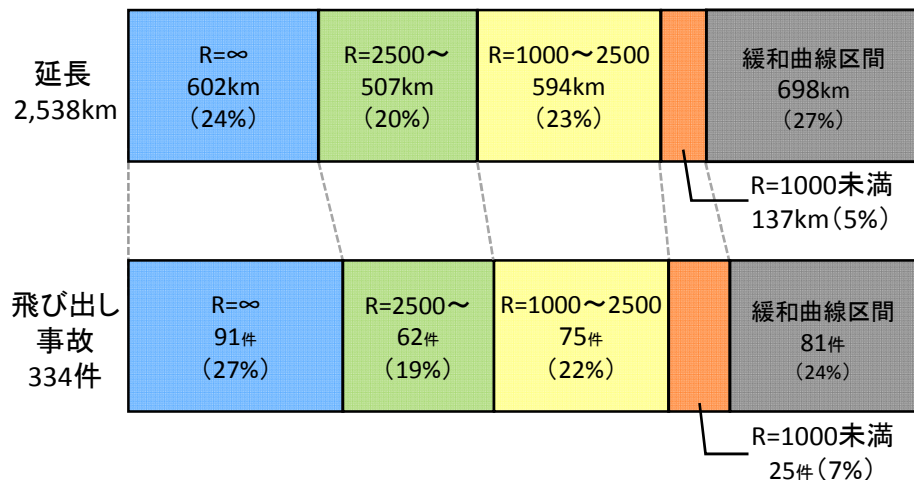 延長
2,538km
R=∞
602km
（24%）
R=2500～
507km
（20%）
R=1000～2500
594km
（23%）
緩和曲線区間
698km
（27%）
R=1000未満
137km（5%）
飛び出し
事故
334件
R=∞
91件
（27%）
R=2500～
62件
（19%）
R=1000～2500
75件
（22%）
緩和曲線区間
81件
（24%）
R=1000未満
25件（7%）